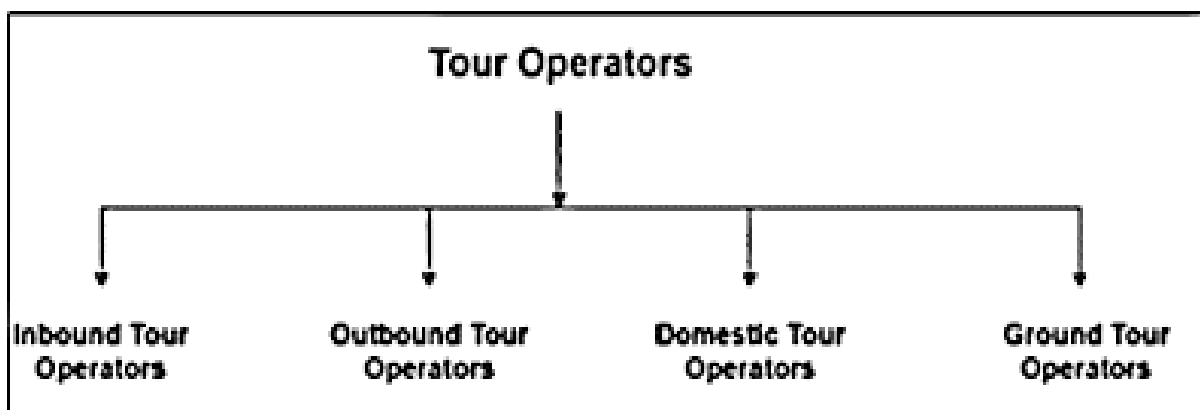 Tour Operators
Inbound Tour
Operators
Outbound Tour
Operators
Domestic Tour
Operators
Ground Tour
Operators